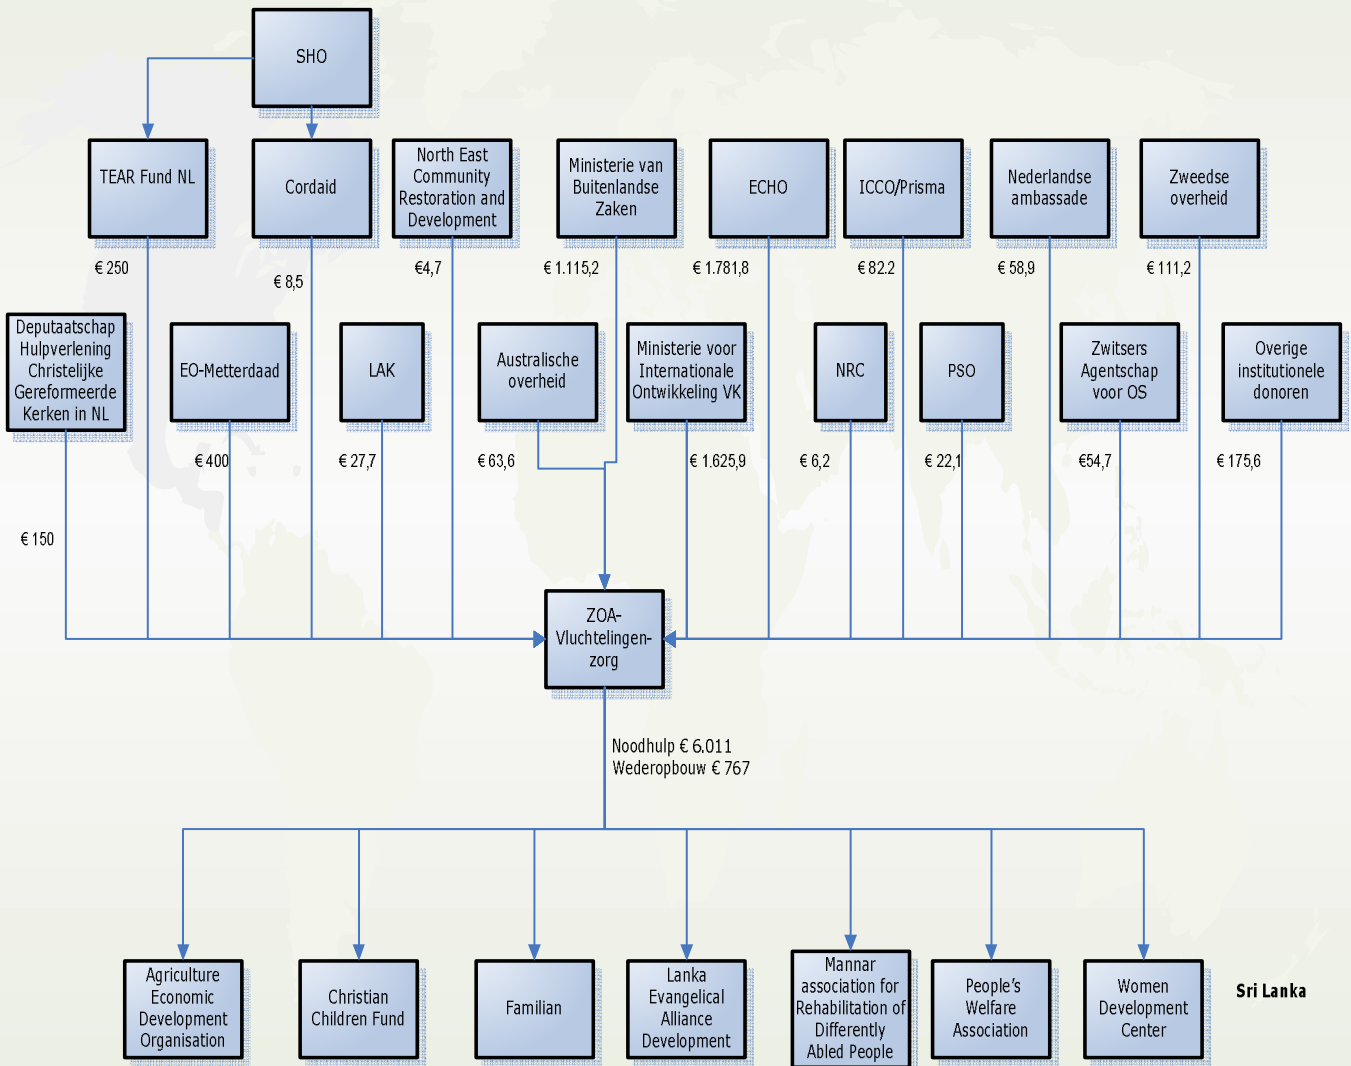 SHO
TEAR Fund NL
Cordaid
North East
Community
Restoration and
Development
Ministerie van
Buitenlandse
Zaken
ECHO
ICCO/Prisma
Nederlandse
ambassade
Zweedse
overheid
€ 250
€ 8,5
€4,7
€ 1.115,2
€ 1.781,8
€ 82.2
€ 58,9
€ 111,2
Deputaatschap
Hulpverlening
Christelijke
Gereformeerde
Kerken in NL
EO-Metterdaad
LAK
Australische
overheid
Ministerie voor
Internationale
Ontwikkeling VK
NRC
PSO
Zwitsers
Agentschap
voor OS
Overige
institutionele
donoren
€ 150
€ 400
€ 27,7
€ 63,6
€ 1.625,9
€ 6,2
€ 22,1
€54,7
€ 175,6
ZOA-
Vluchtelingen-
zorg
Noodhulp € 6.011
Wederopbouw € 767
Agriculture
Economic
Development
Organisation
Christian
Children Fund
Familian
Lanka
Evangelical
Alliance
Development
Mannar
association for
Rehabilitation of
Differently
Abled People
People's
Welfare
Association
Women
Development
Center
Sri Lanka